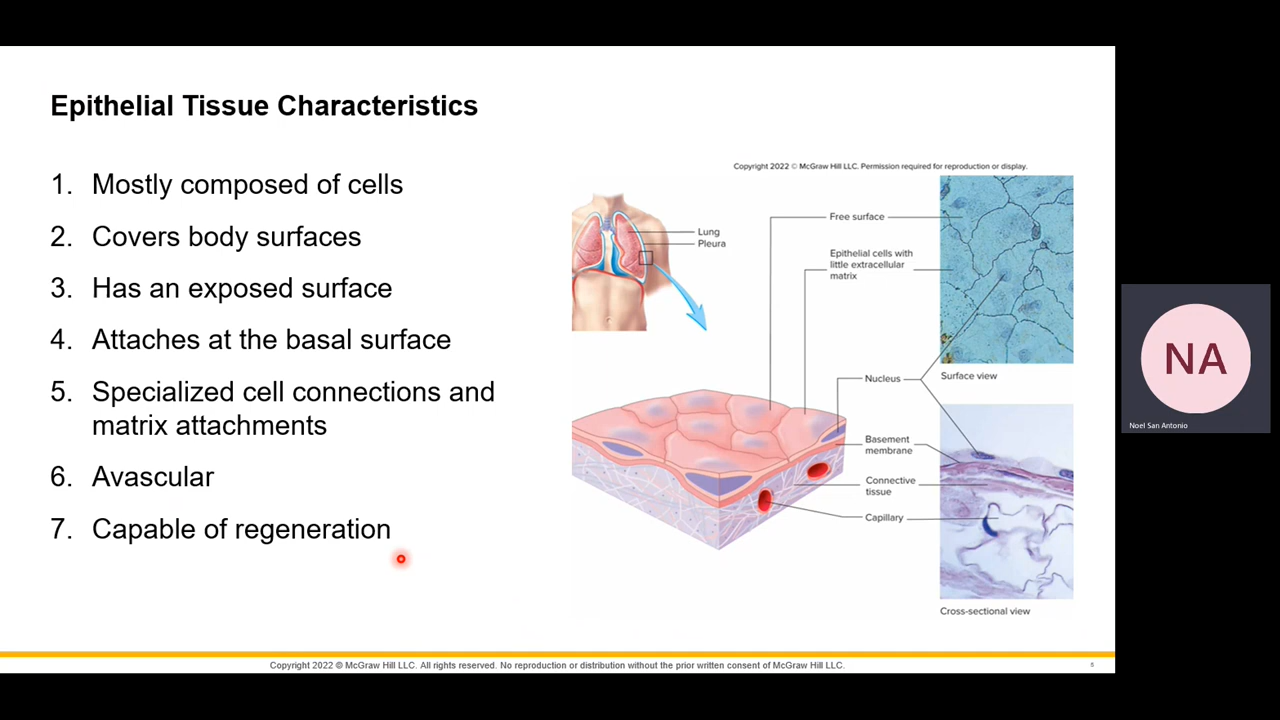 Epithelial Tissue Characteristics
1. Mostly composed of cells
2. Covers body surfaces
3. Has an exposed surface
4. Attaches at the basal surface
5. Specialized cell connections and
matrix attachments
6. Avascular
7. Capable of regeneration
Copyright 2022 © McGraw Hill LLC. Permission required for reproduction or display.
Lung
Pleura
Free surface
Epithelial cells with
little extracellular
matrix
Nucleus
Surface view
Basement
membrane
Connective
tissue
Capillary
Cross-sectional view
Copyright 2022 © McGraw Hill LLC. All rights reserved. No reproduction or distribution without the prior written consent of McGraw Hill LLC.
5
NA
Noel San Antonio